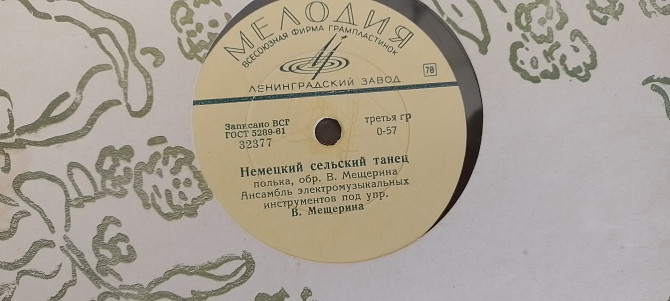 МЕЛОДИЯ
ВСЕСОЮЗНАЯ ФИРМА ГРАМПЛАСТИНОК
78
ЛЕНИНГРАДСКИЙ ЗАВОД
Записано ВСГ
ГОСТ 5289-61
32377
третья гр
0-57
Немецкий сельский танец
полька, обр. В. Мещерина
Ансамбль электромузыкальных
инструментов под упр.
В. Мещерина